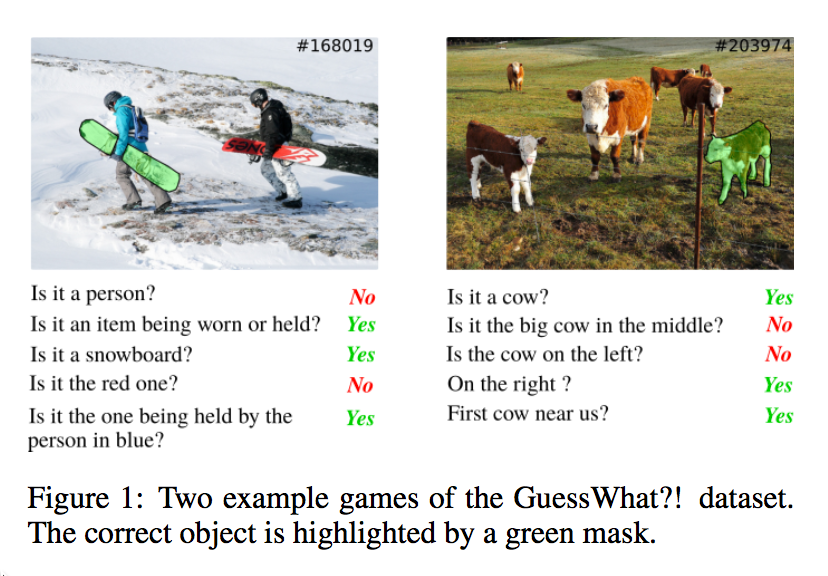 #168019
Is it a person? No
Is it an item being worn or held? Yes
Is it a snowboard? Yes
Is it the red one? No
Is it the one being held by the Yes
person in blue?
#203974
Is it a cow? Yes
Is it the big cow in the middle? No
Is the cow on the left? No
On the right ? Yes
First cow near us? Yes
Figure 1: Two example games of the GuessWhat?! dataset.
The correct object is highlighted by a green mask.